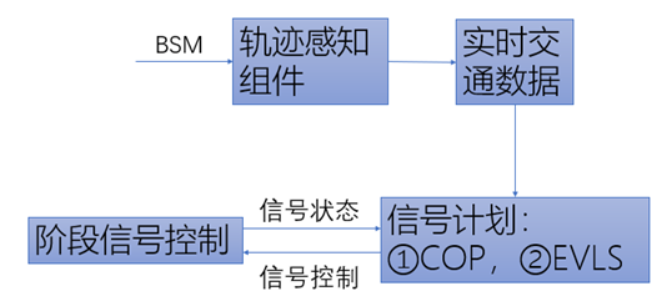 BSM
轨迹感知
组件
实时交
通数据
信号状态
阶段信号控制
信号控制
信号计划:
①COP，②EVLS